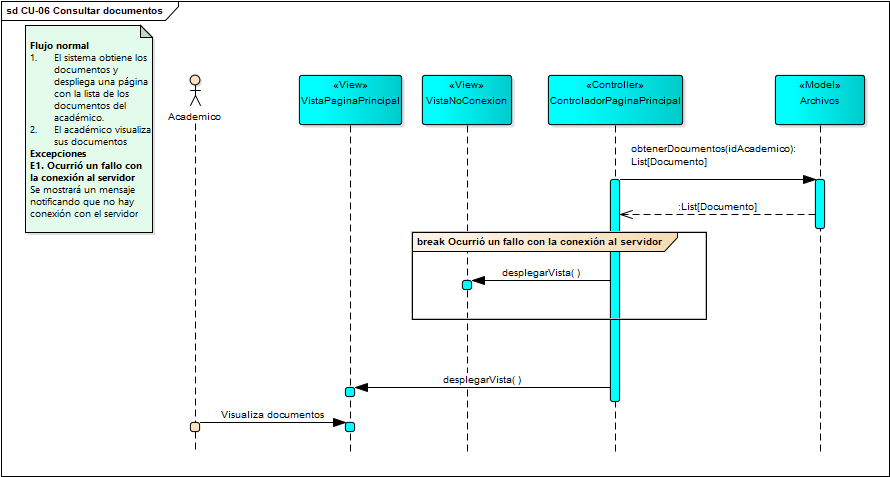 sd CU-06 Consultar documentos
Flujo normal
1. El sistema obtiene los
documentos y
despliega una página
con la lista de los
documentos del
académico.
2. El académico visualiza
sus documentos
Excepciones
E1. Ocurrió un fallo con
la conexión al servidor
Se mostrará un mensaje
notificando que no hay
conexión con el servidor
Academico
«View»
VistaPaginaPrincipal
«View»
VistaNoConexion
«Controller»
ControladorPaginaPrincipal
«Model»
Archivos
obtenerDocumentos(idAcademico):
List[Documento]
:List[Documento]
break Ocurrió un fallo con la conexión al servidor
desplegarVista( )
desplegarVista( )
Visualiza documentos